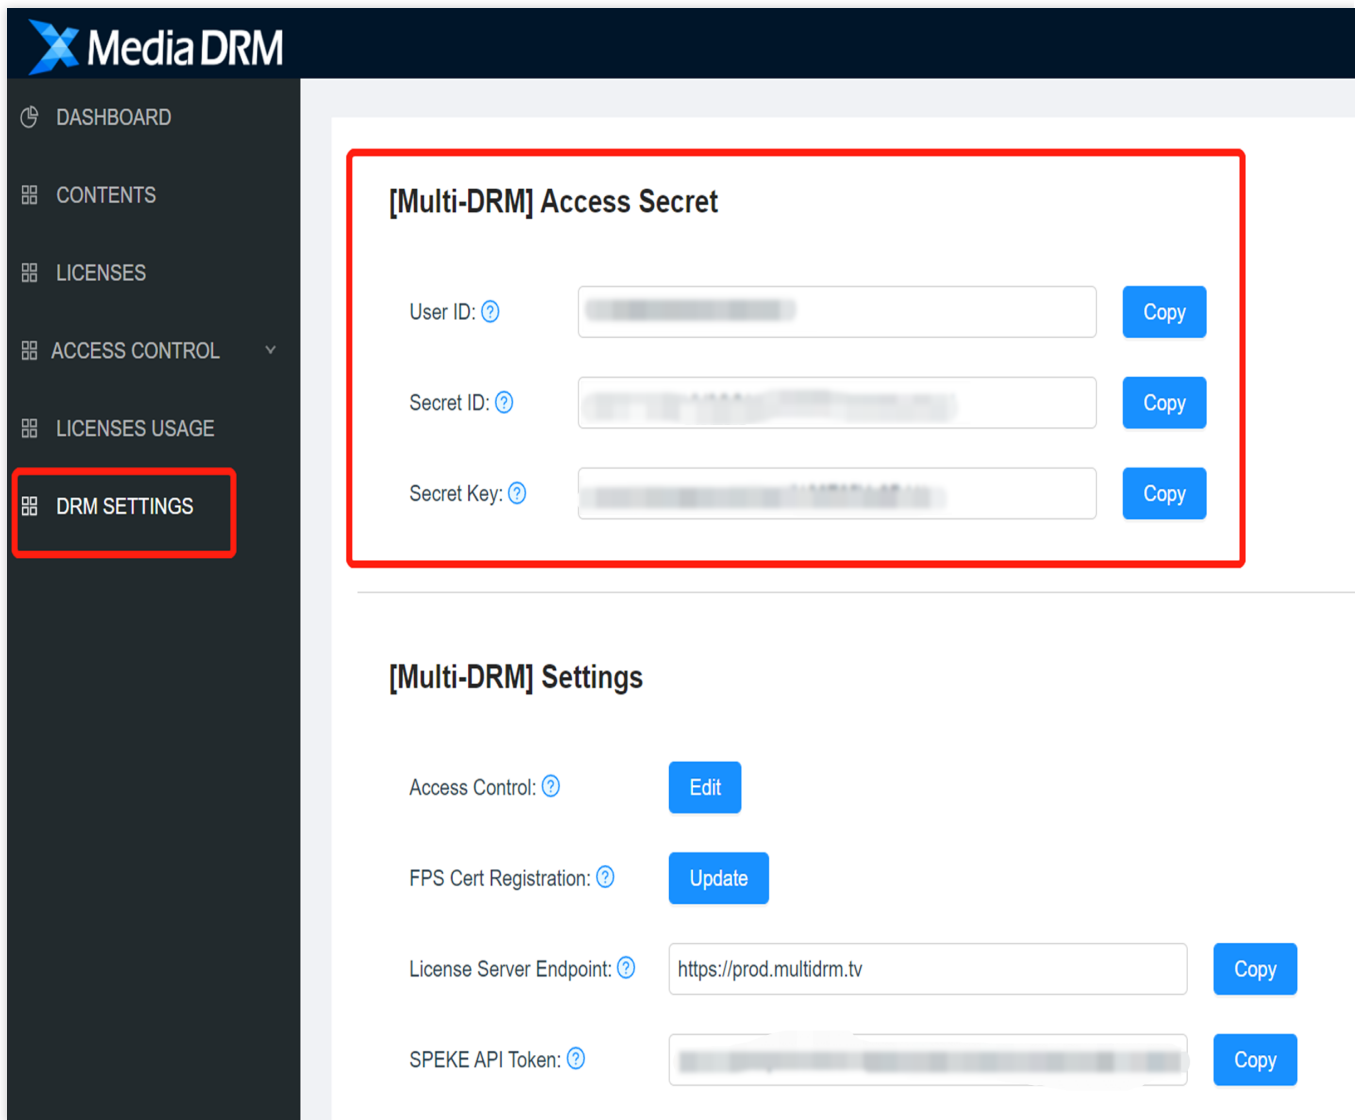 Media DRM
DASHBOARD
CONTENTS
LICENSES
ACCESS CONTROL
LICENSES USAGE
DRM SETTINGS
[Multi-DRM] Access Secret
User ID: ?
Copy
Secret ID: ?
Copy
Secret Key: ?
Copy
[Multi-DRM] Settings
Access Control: ?
Edit
FPS Cert Registration: ?
Update
License Server Endpoint: ?
https://prod.multidrm.tv
Copy
SPEKE API Token: ?
Copy